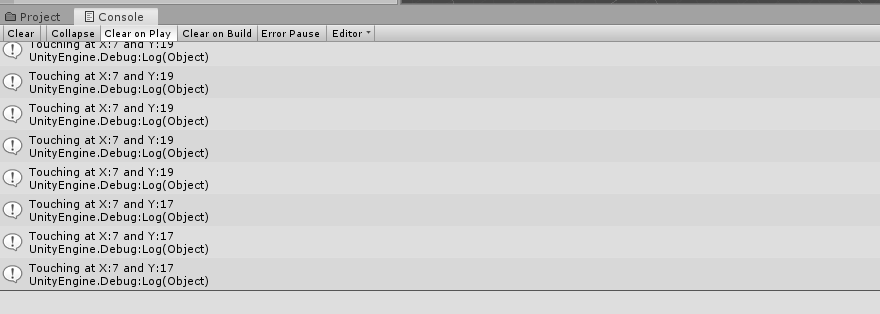 Project Console
Clear Collapse Clear on Play Clear on Build Error Pause Editor
Touching at X:7 and Y:19
UnityEngine.Debug:Log(Object)
Touching at X:7 and Y:19
UnityEngine.Debug:Log(Object)
Touching at X:7 and Y:19
UnityEngine.Debug:Log(Object)
Touching at X:7 and Y:19
UnityEngine.Debug:Log(Object)
Touching at X:7 and Y:19
UnityEngine.Debug:Log(Object)
Touching at X:7 and Y:17
UnityEngine.Debug:Log(Object)
Touching at X:7 and Y:17
UnityEngine.Debug:Log(Object)
Touching at X:7 and Y:17
UnityEngine.Debug:Log(Object)